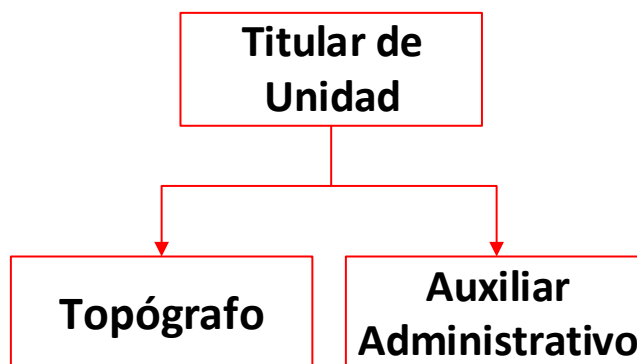 Titular de
Unidad
Topógrafo
Auxiliar
Administrativo